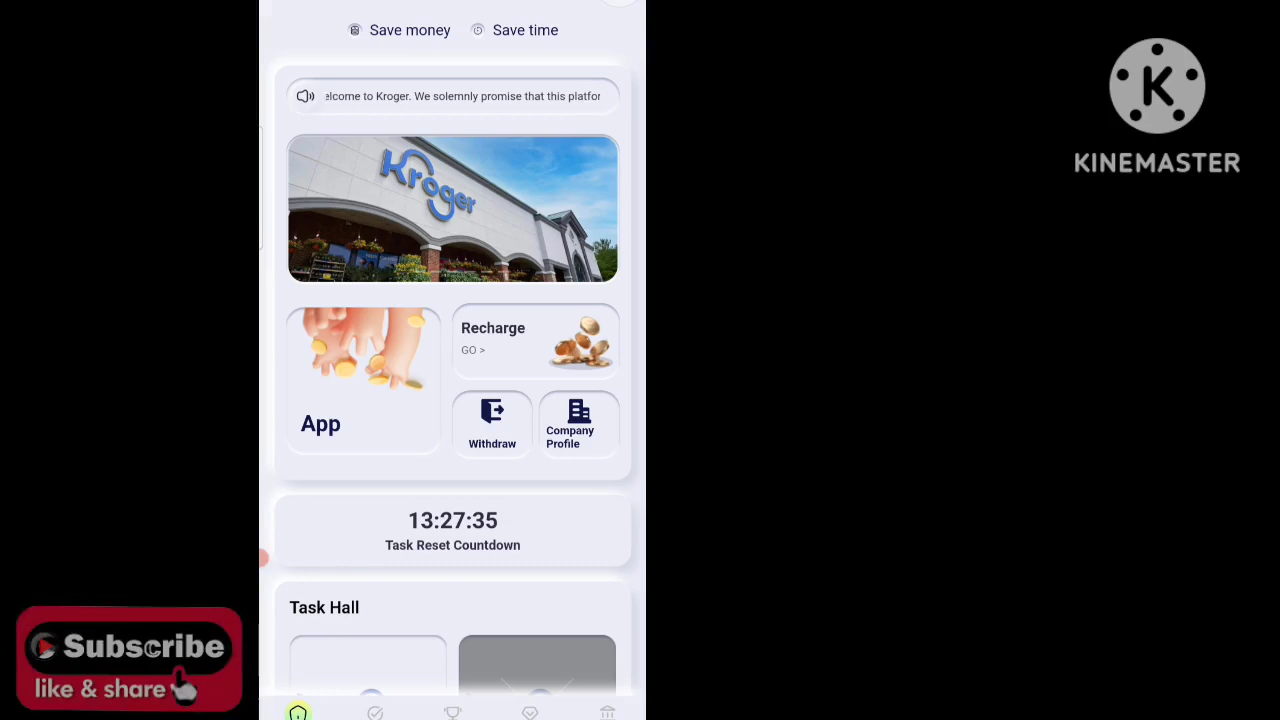 Save money Save time
elcome to Kroger. We solemnly promise that this platfor
Kroger
Recharge
GO >
App
Withdraw
Company
Profile
13:27:35
Task Reset Countdown
Task Hall
K
KINEMASTER
Subscribe
like & share